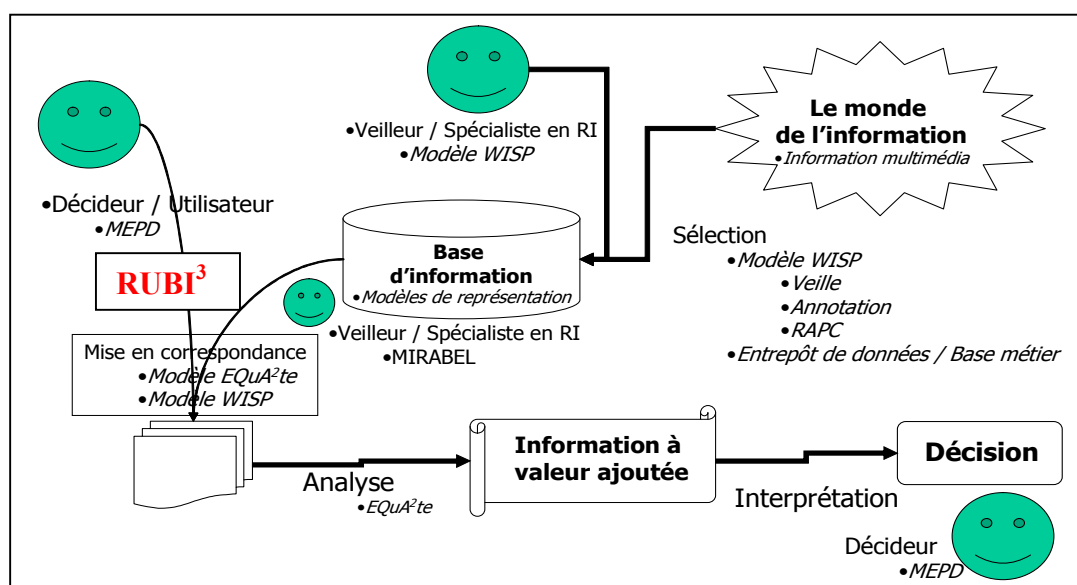 •Veilleur / Spécialiste en RI
•Modèle WISP
Le monde
de l'information
•Information multimédia
•Décideur / Utilisateur
•MEPD
RUBI³
Base
d'information
•Modèles de représentation
Sélection
•Modèle WISP
•Veille
•Annotation
•RAPC
•Entrepôt de données / Base métier
•Veilleur / Spécialiste en RI
•MIRABEL
Mise en correspondance
•Modèle EQuA²te
•Modèle WISP
Analyse
•EQuA²te
Information à
valeur ajoutée
Interprétation
Décision
Décideur
•MEPD